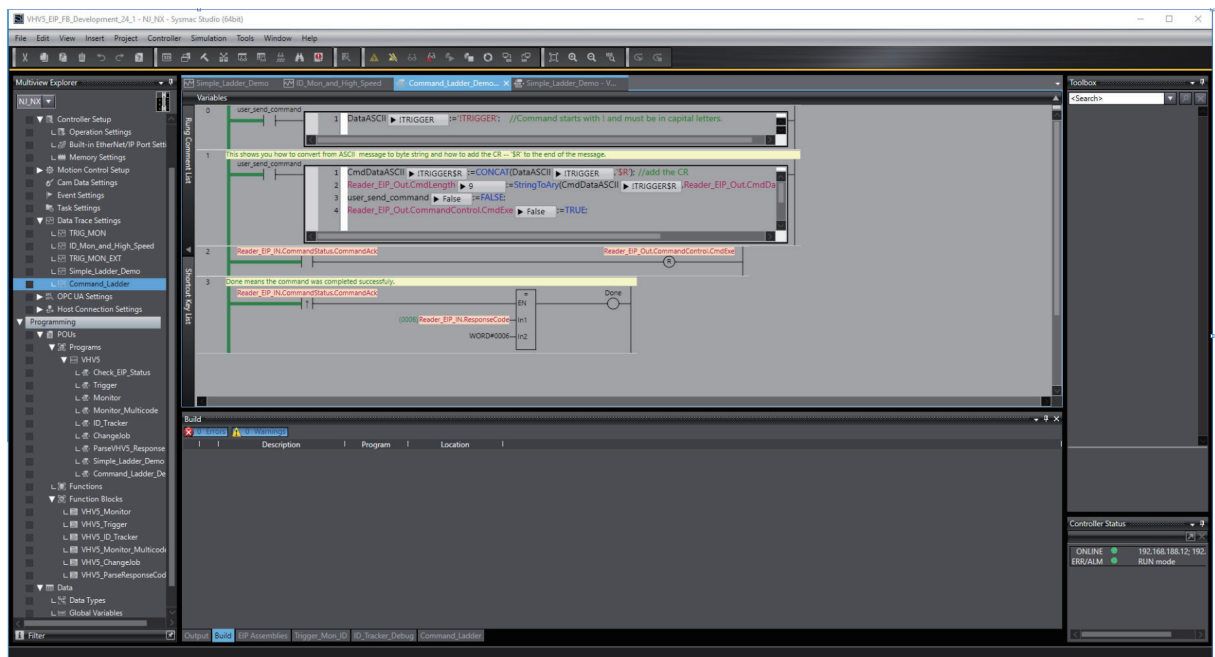 VHV5_EIP_FB_Development_24_1 - NJ_NX - Sysmac Studio (64bit)
File Edit View Insert Project Controller Simulation Tools Window Help
Multiview Explorer
NJ_NX
Controller Setup
Operation Settings
Built-in EtherNet/IP Port Setti
Memory Settings
Motion Control Setup
Cam Data Settings
Event Settings
Task Settings
Data Trace Settings
TRIG_MON
ID_Mon_and_High_Speed
TRIG_MON_EXT
Simple_Ladder_Demo
Command_Ladder
OPC UA Settings
Host Connection Settings
Programming
POUs
Programs
VHV5
Check_EIP_Status
Trigger
Monitor
Monitor_Multicode
ID_Tracker
ChangeJob
ParseVHV5_Response
Simple_Ladder_Demo
Command_Ladder_De
Functions
Function Blocks
VHV5_Monitor
VHV5_Trigger
VHV5_ID_Tracker
VHV5_Monitor_Multicode
VHV5_ChangeJob
VHV5_ParseResponseCod
Data
Data Types
Global Variables
Filter
Simple_Ladder_Demo ID_Mon_and_High_Speed Command_Ladder_Demo... X Simple_Ladder_Demo - V...
Variables
Rung Comment List
Shortcut Key List
0 user_send_command
1 DataASCII ▶ ITRIGGER :='ITRIGGER'; //Command starts with I and must be in capital letters.
1 This shows you how to convert from ASCII message to byte string and how to add the CR -- '$R' to the end of the message.
user_send_command
1 CmdDataASCII ▶ ITRIGGER$R :=CONCAT(DataASCII ▶ ITRIGGER ,'$R'); //add the CR
2 Reader_EIP_Out.CmdLength ▶ 9 :=StringToAry(CmdDataASCII ▶ ITRIGGER$R ,Reader_EIP_Out.CmdDa
3 user_send_command ▶ False :=FALSE;
4 Reader_EIP_Out.CommandControl.CmdExe ▶ False :=TRUE;
2 Reader_EIP_IN.CommandStatus.CommandAck Reader_EIP_Out.CommandControl.CmdExe
R
3 Done means the command was completed successfuly.
Reader_EIP_IN.CommandStatus.CommandAck = Done
EN
(0006) Reader_EIP_IN.ResponseCode In1
WORD#0006 In2
Build
0 Errors 0 Warnings
Description Program Location
Output Build EIP Assemblies Trigger_Mon_ID ID_Tracker_Debug Command_Ladder
Toolbox
<Search>
Controller Status
ONLINE 192.168.188.12; 192.
ERR/ALM RUN mode